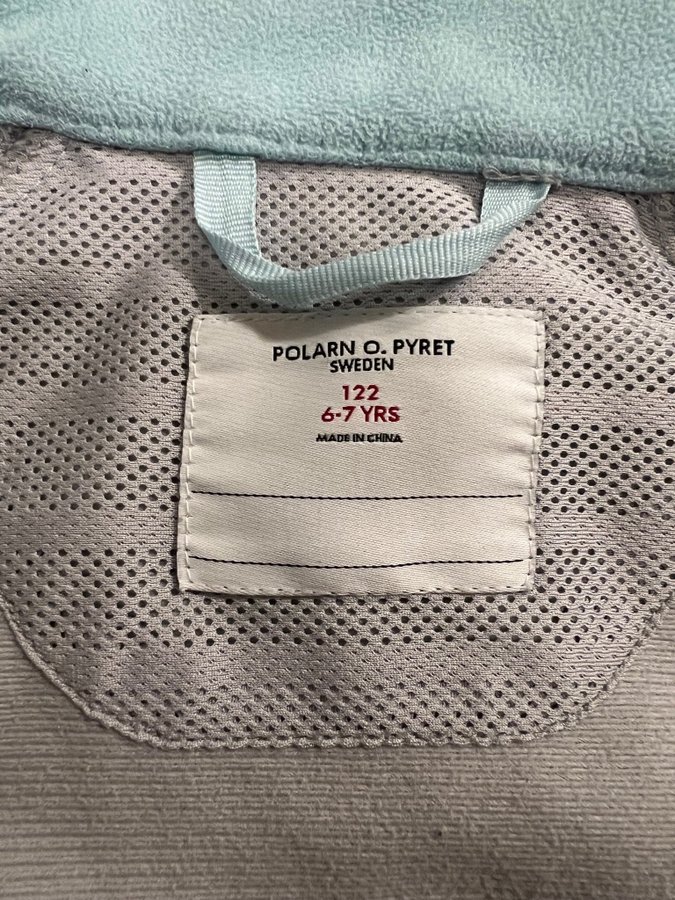 POLARN O. PYRET
SWEDEN
122
6-7 YRS
MADE IN CHINA